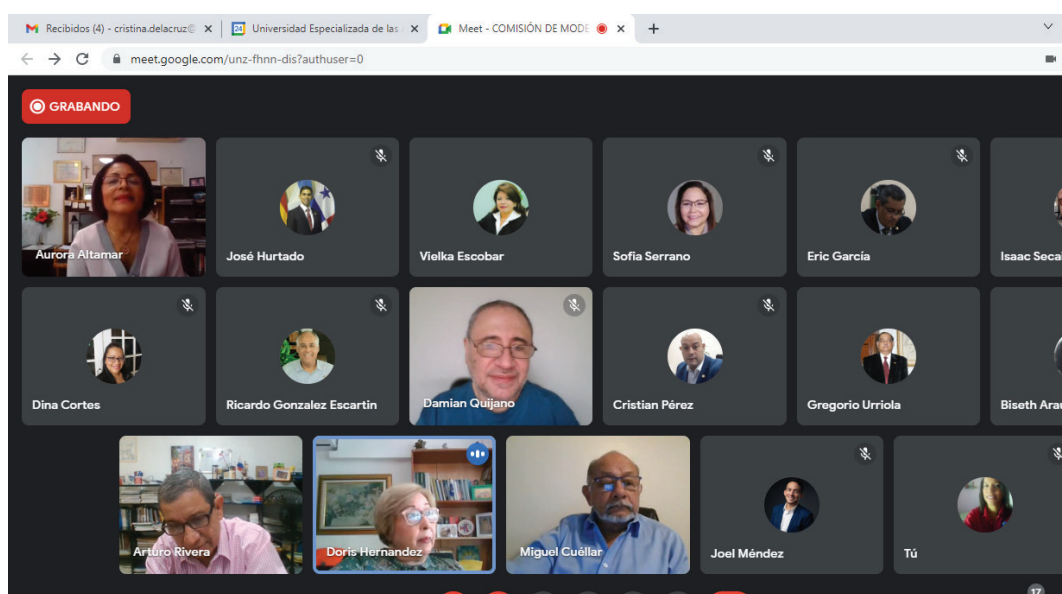 Recibidos (4) - cristina.delacruz@
24
Universidad Especializada de las
Meet - COMISIÓN DE MODE
meet.google.com/unz-fhnn-dis?authuser=0
GRABANDO
Aurora Altamar
José Hurtado
Vielka Escobar
Sofia Serrano
Eric García
Isaac Seca
Dina Cortes
Ricardo Gonzalez Escartin
Damian Quijano
Cristian Pérez
Gregorio Urriola
Biseth Arau
Arturo Rivera
Doris Hernandez
Miguel Cuéllar
Joel Méndez
Tú
17